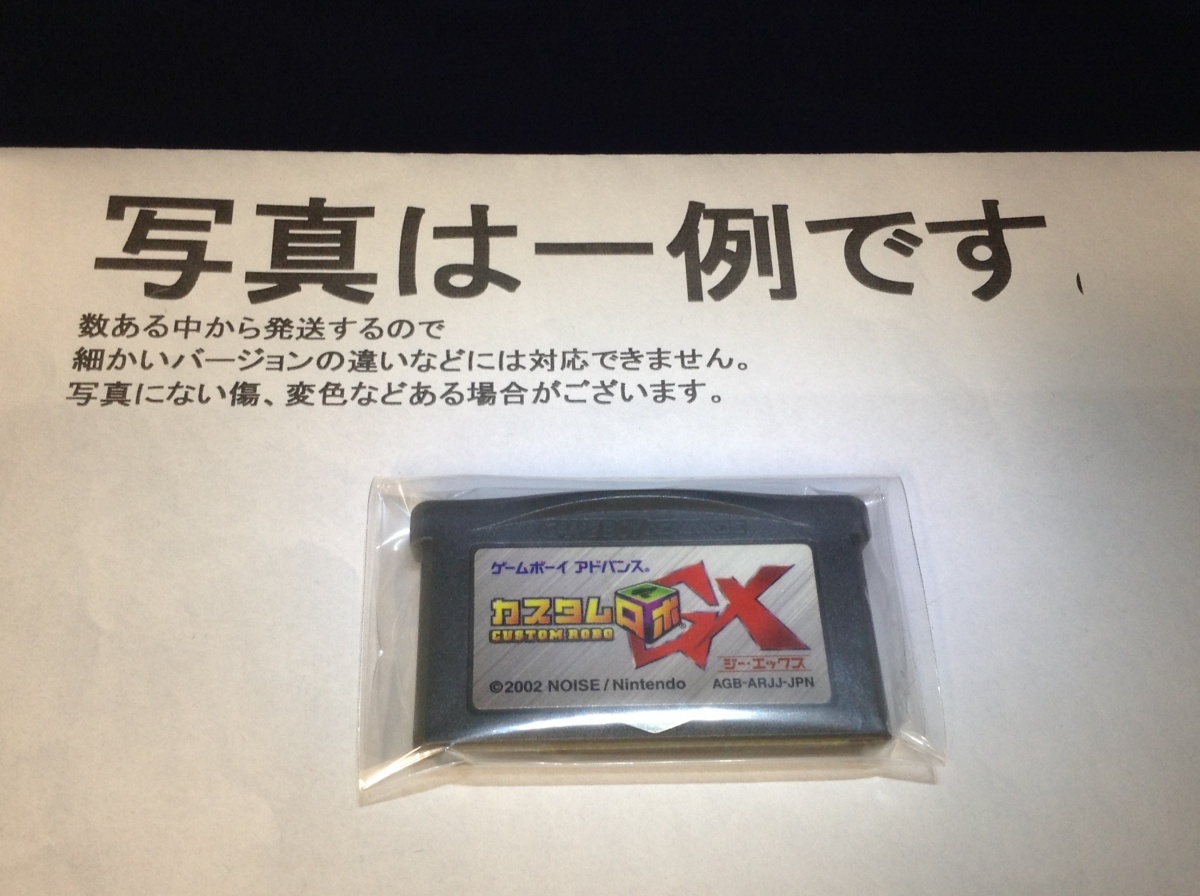 写真は一例です
数ある中から発送するので
細かいバージョンの違いなどには対応できません。
写真にない傷、変色などある場合がございます。
ゲームボーイ アドバンス®
カスタムロボ GX
CUSTOM ROBO
ジー・エックス
©2002 NOISE/Nintendo AGB-ARJJ-JPN